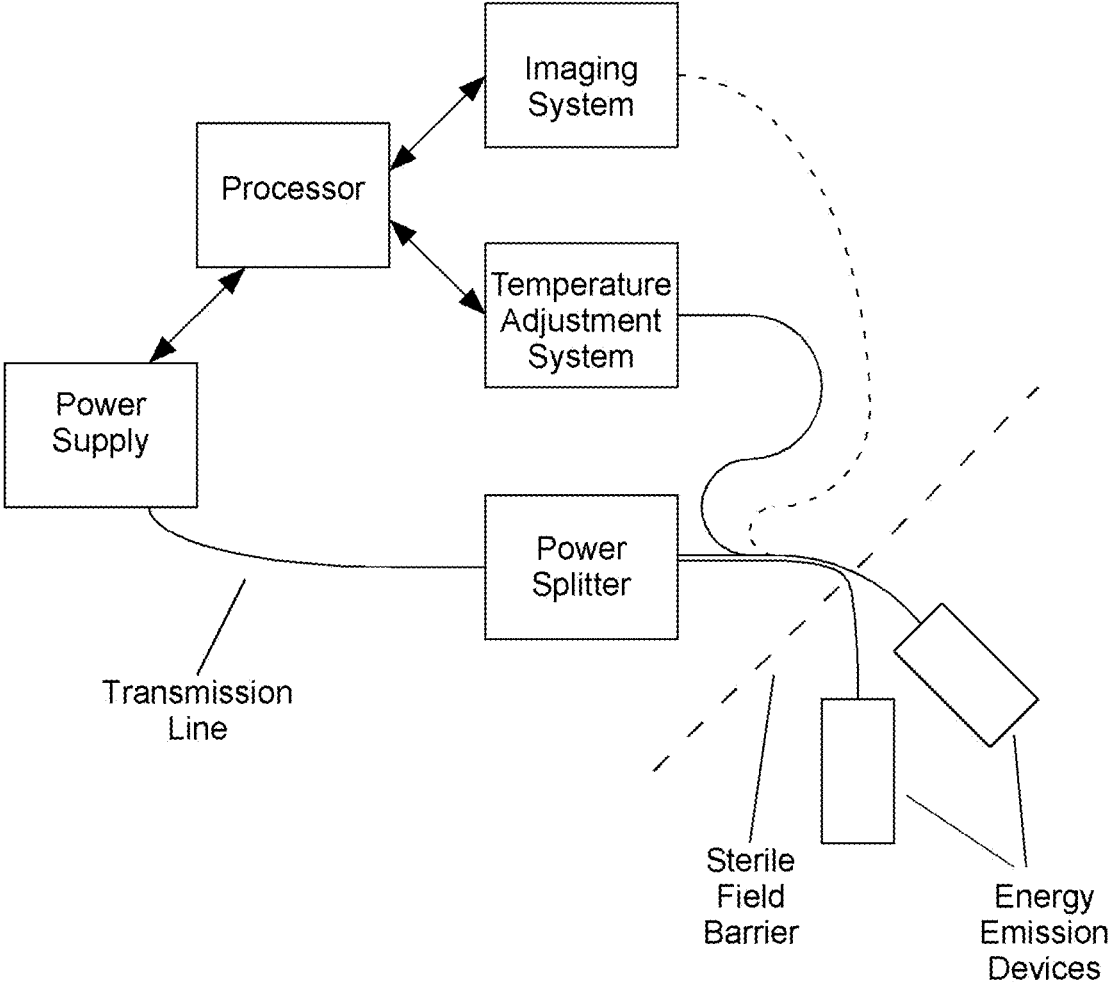 Imaging
System
Processor
Temperature
Adjustment
System
Power
Supply
Power
Splitter
Transmission
Line
Sterile
Field
Barrier
Energy
Emission
Devices